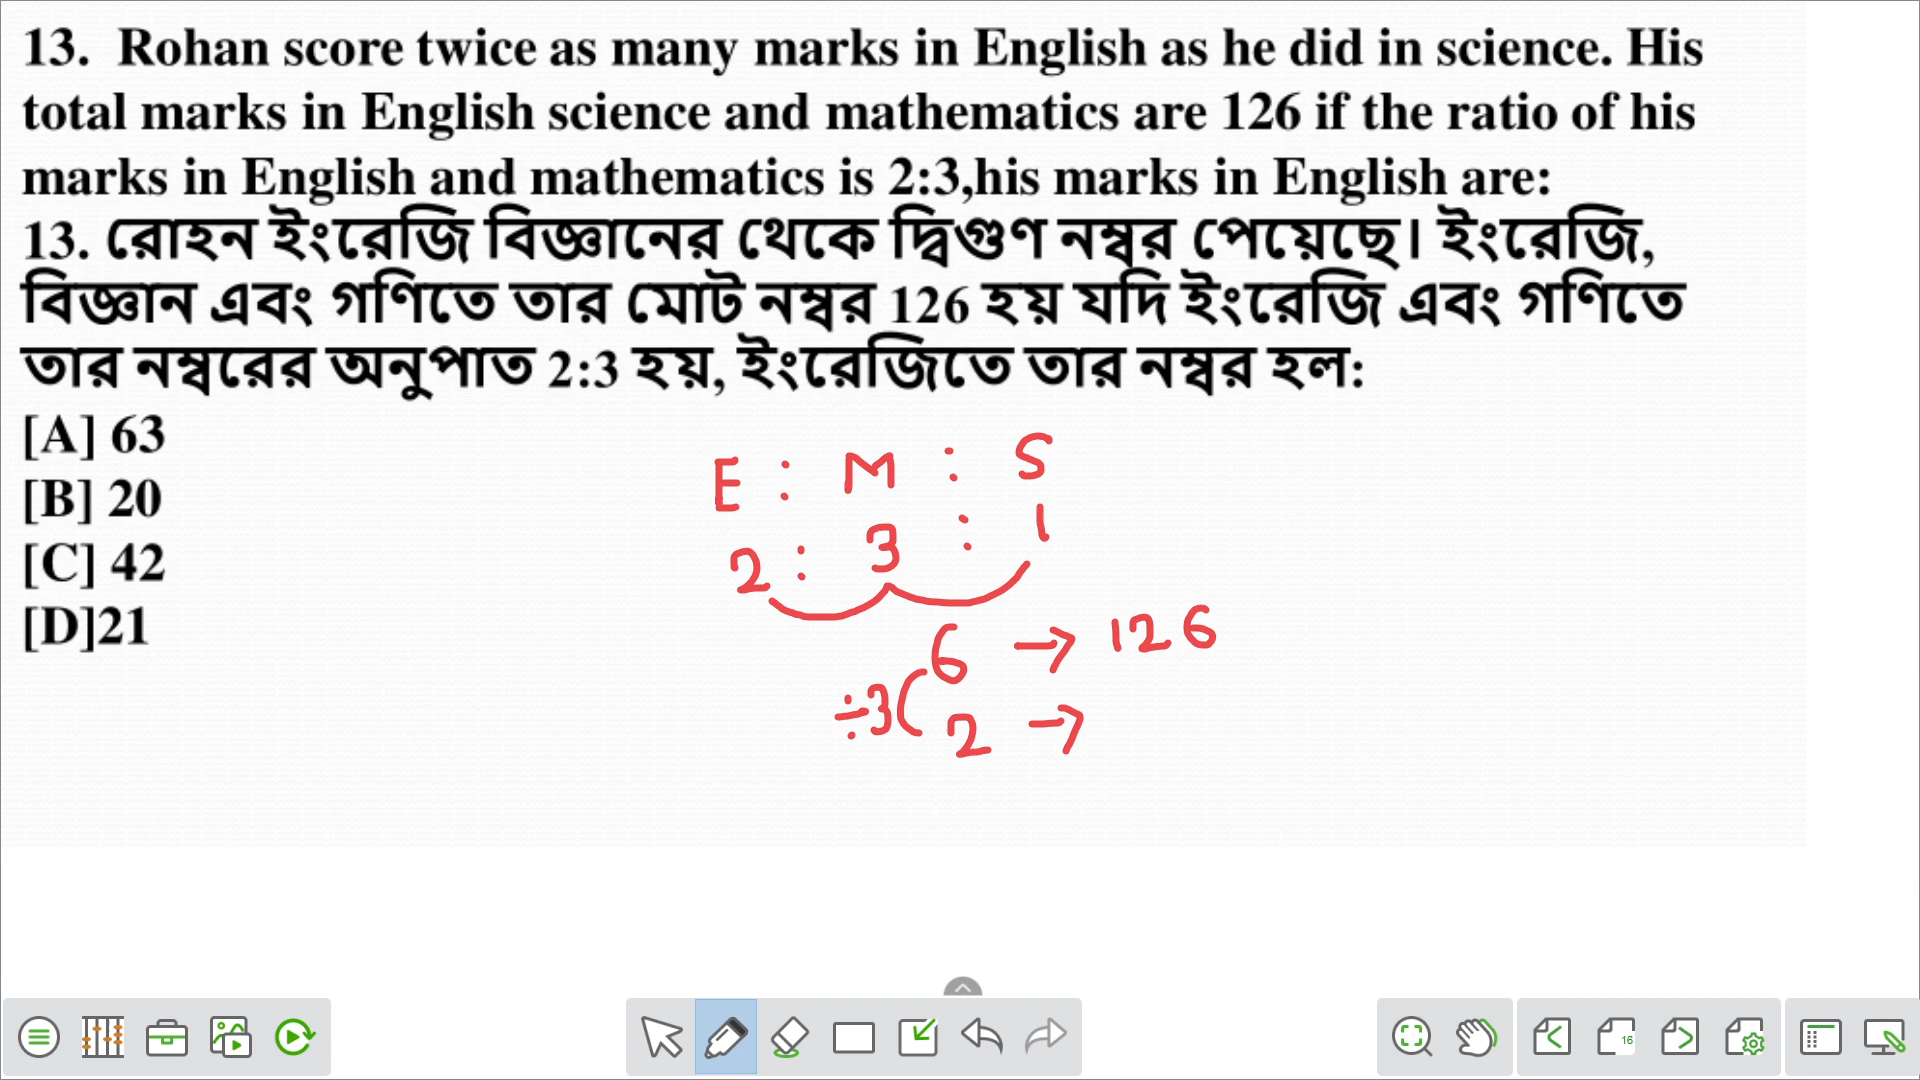 13. Rohan score twice as many marks in English as he did in science. His
total marks in English science and mathematics are 126 if the ratio of his
marks in English and mathematics is 2:3,his marks in English are:
13. রোহন ইংরেজি বিজ্ঞানের থেকে দ্বিগুণ নম্বর পেয়েছে। ইংরেজি,
বিজ্ঞান এবং গণিতে তার মোট নম্বর 126 হয় যদি ইংরেজি এবং গণিতে
তার নম্বরের অনুপাত 2:3 হয়, ইংরেজিতে তার নম্বর হল:
[A] 63
[B] 20
[C] 42
[D]21
E : M : S
2 : 3 : 1
6 → 126
÷3( 2 →
16